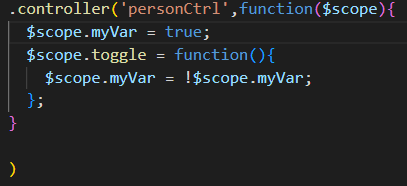 .controller('personCtrl',function($scope){
$scope.myVar = true;
$scope.toggle = function(){
$scope.myVar = !$scope.myVar;
};
}
)